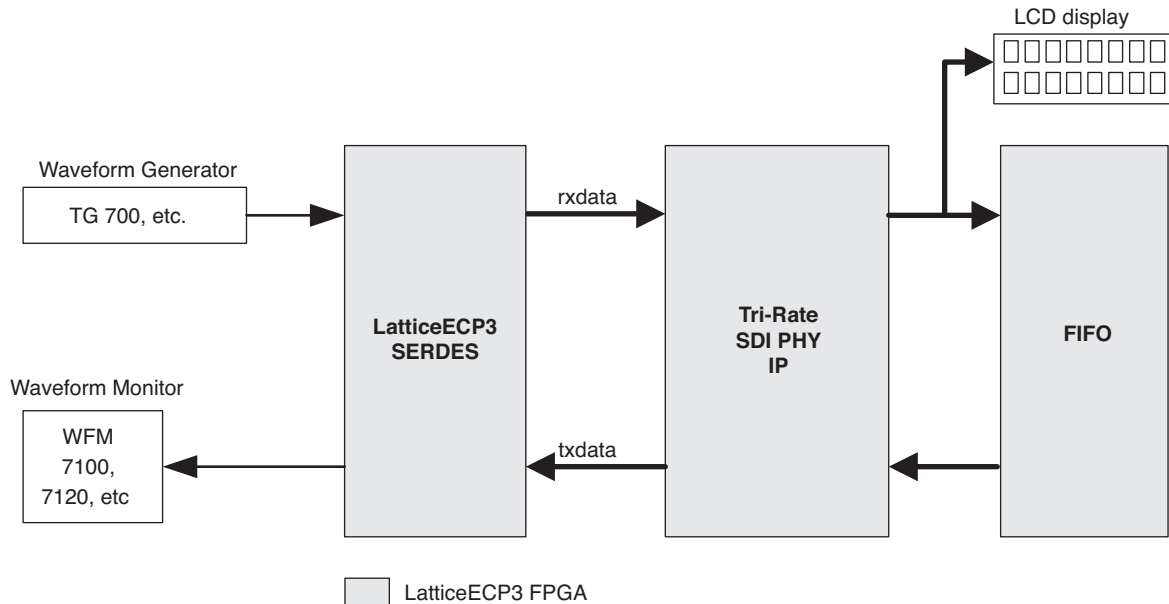 LCD display
Waveform Generator
TG 700, etc.
rxdata
LatticeECP3
SERDES
Tri-Rate
SDI PHY
IP
FIFO
Waveform Monitor
WFM
7100,
7120, etc
txdata
LatticeECP3 FPGA